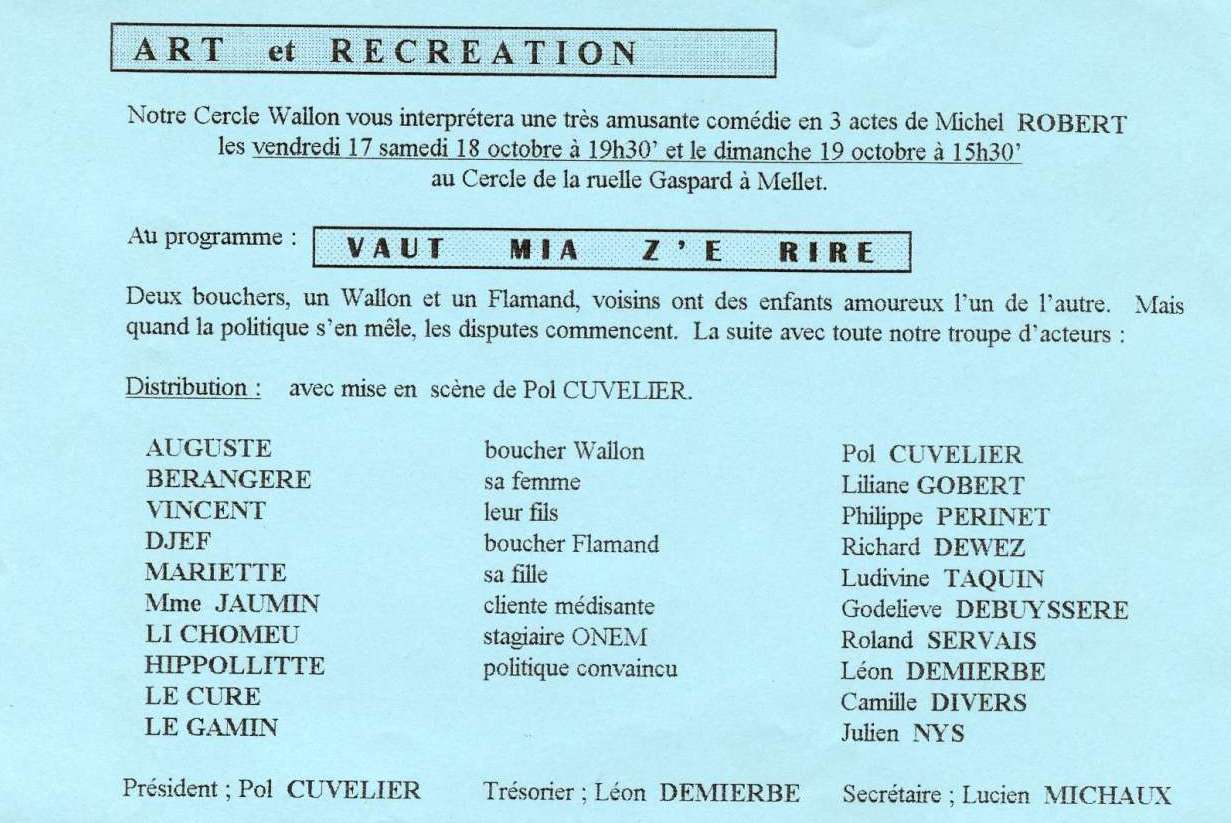 ART et RECREATION
Notre Cercle Wallon vous interprétera une très amusante comédie en 3 actes de Michel ROBERT
les vendredi 17 samedi 18 octobre à 19h30’ et le dimanche 19 octobre à 15h30’
au Cercle de la ruelle Gaspard à Mellet.
Au programme : VAUT MIA Z’E RIRE
Deux bouchers, un Wallon et un Flamand, voisins ont des enfants amoureux l’un de l’autre. Mais
quand la politique s’en mêle, les disputes commencent. La suite avec toute notre troupe d’acteurs :
Distribution : avec mise en scène de Pol CUVELIER.
AUGUSTE boucher Wallon Pol CUVELIER
BERANGERE sa femme Liliane GOBERT
VINCENT leur fils Philippe PERINET
DJEF boucher Flamand Richard DEWEZ
MARIETTE sa fille Ludivine TAQUIN
Mme JAUMIN cliente médisante Godelieve DEBUYSSERE
LI CHOMEU stagiaire ONEM Roland SERVAIS
HIPPOLLITTE politique convaincu Léon DEMIERBE
LE CURE Camille DIVERS
LE GAMIN Julien NYS
Président ; Pol CUVELIER Trésorier ; Léon DEMIERBE Secrétaire ; Lucien MICHAUX